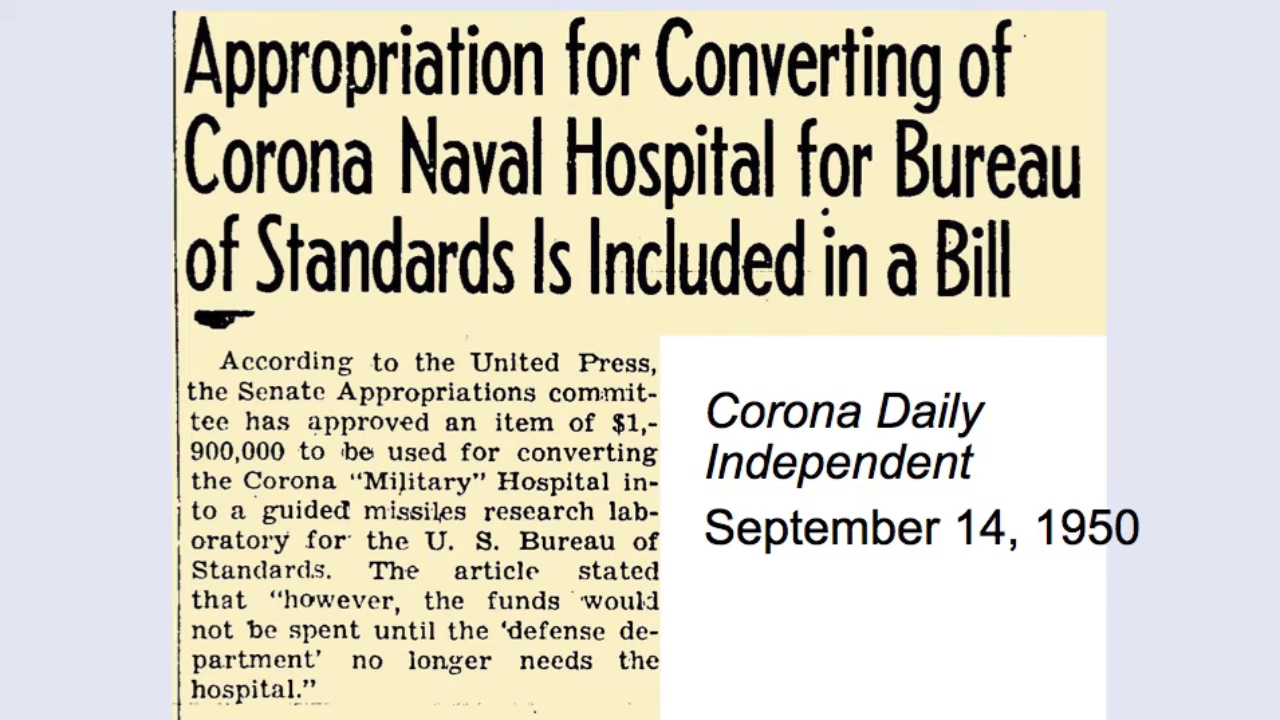 Appropriation for Converting of
Corona Naval Hospital for Bureau
of Standards Is Included in a Bill
According to the United Press,
the Senate Appropriations commit-
tee has approved an item of $1,-
900,000 to be used for converting
the Corona "Military" Hospital in-
to a guided missiles research lab-
oratory for the U. S. Bureau of
Standards. The article stated
that "however, the funds would
not be spent until the 'defense de-
partment' no longer needs the
hospital."
Corona Daily
Independent
September 14, 1950